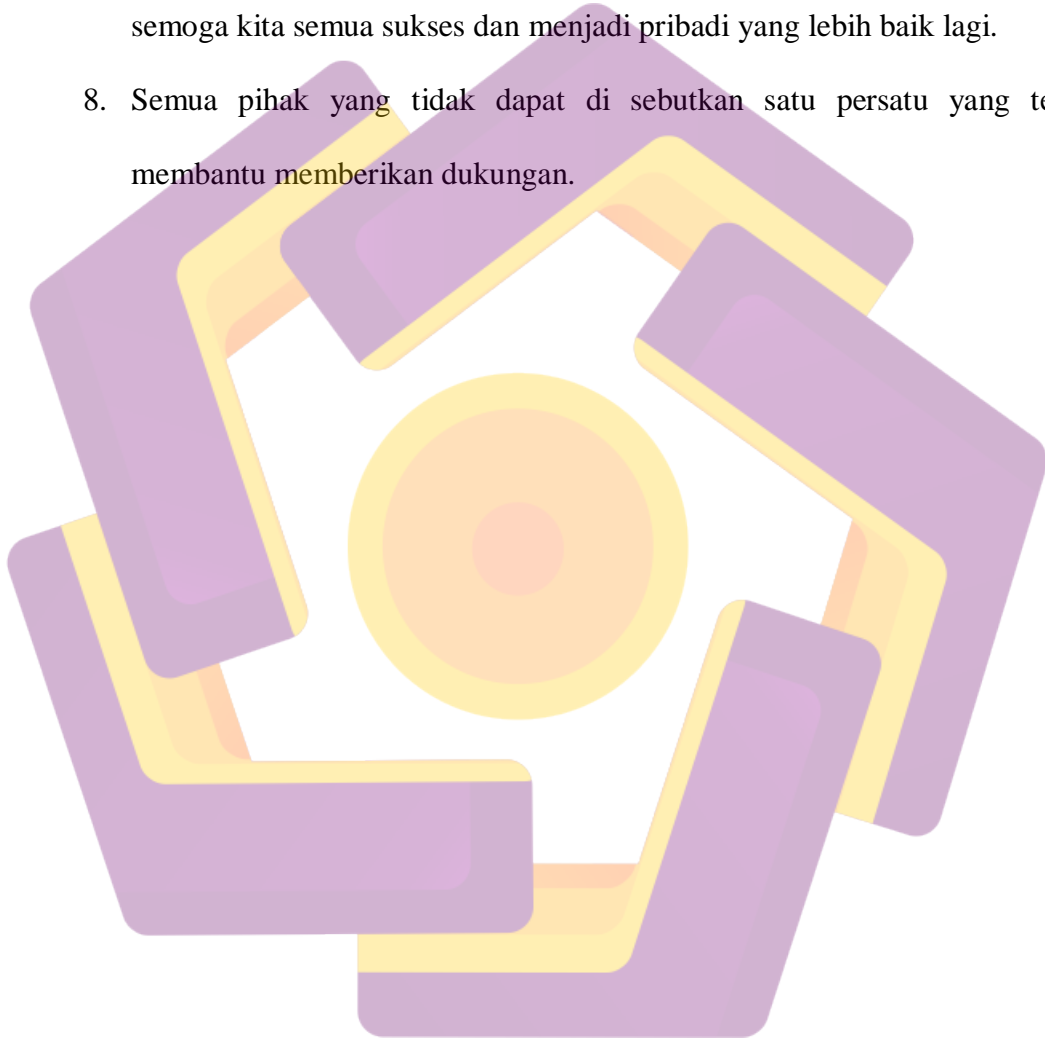 semoga kita semua sukses dan menjadi pribadi yang lebih baik lagi.
8. Semua pihak yang tidak dapat di sebutkan satu persatu yang
membantu memberikan dukungan.